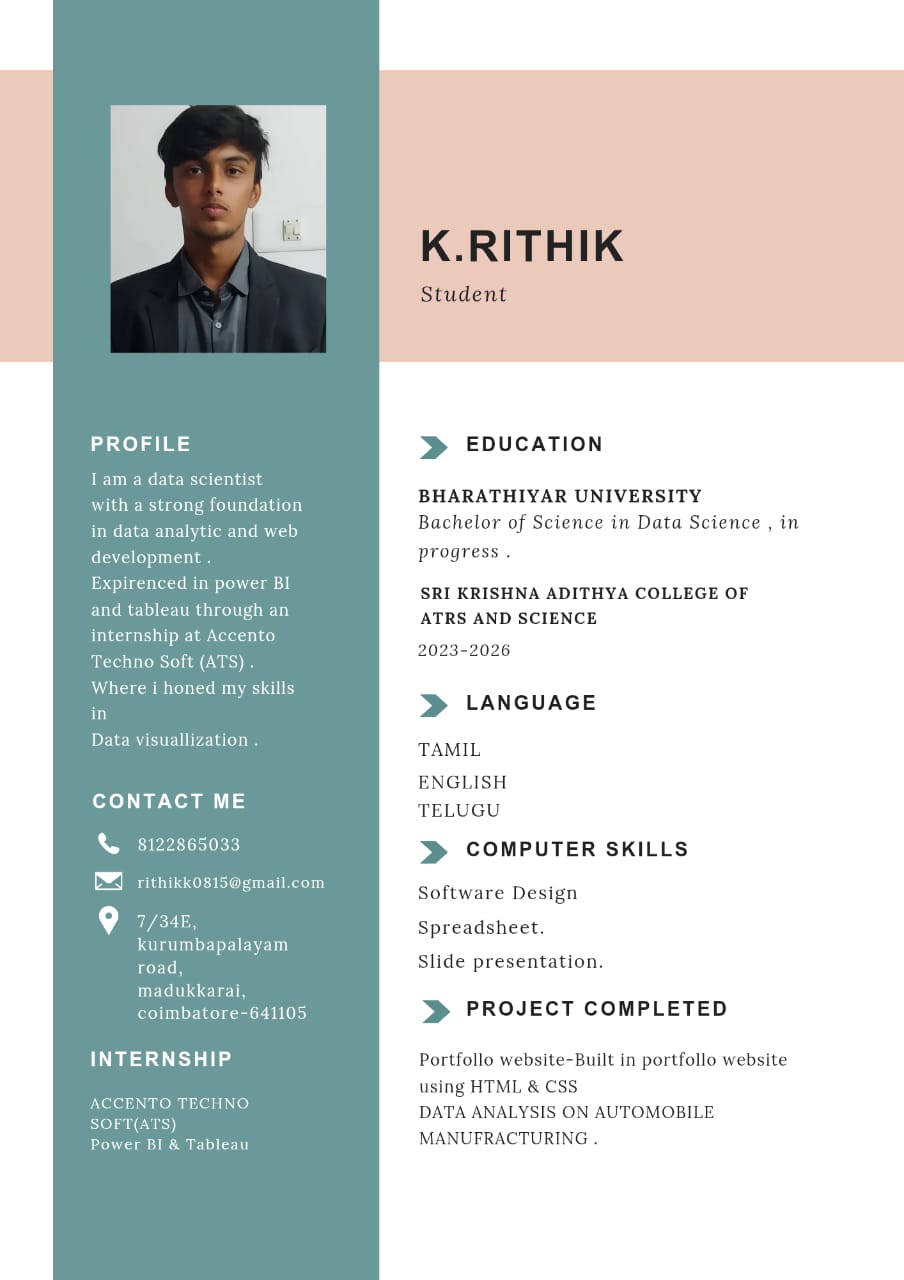 K.RITHIK
Student
PROFILE
I am a data scientist
with a strong foundation
in data analytic and web
development .
Expirenced in power BI
and tableau through an
internship at Accento
Techno Soft (ATS) .
Where i honed my skills
in
Data visuallization .
CONTACT ME
8122865033
rithikk0815@gmail.com
7/34E,
kurumbapalayam
road,
madukkarai,
coimbatore-641105
INTERNSHIP
ACCENTO TECHNO
SOFT(ATS)
Power BI & Tableau
EDUCATION
BHARATHIYAR UNIVERSITY
Bachelor of Science in Data Science , in
progress .
SRI KRISHNA ADITHYA COLLEGE OF
ATRS AND SCIENCE
2023-2026
LANGUAGE
TAMIL
ENGLISH
TELUGU
COMPUTER SKILLS
Software Design
Spreadsheet.
Slide presentation.
PROJECT COMPLETED
Portfollo website-Built in portfollo website
using HTML & CSS
DATA ANALYSIS ON AUTOMOBILE
MANUFRACTURING .